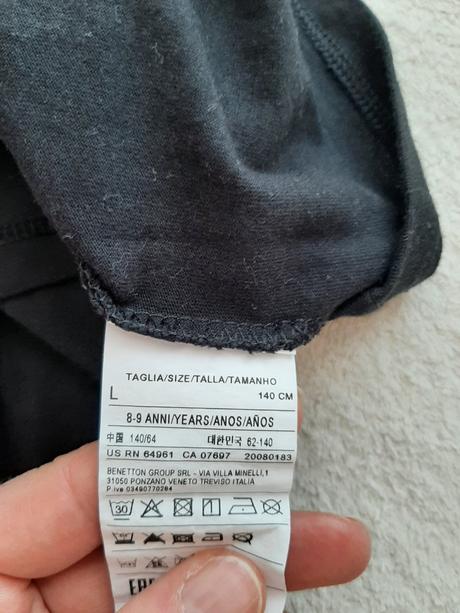 TAGLIA/SIZE/TALLA/TAMANHO
L 140 CM
8-9 ANNI/YEARS/ANOS/AÑOS
中国 140/64 대한민국 62-140
US RN 64961 CA 07697 20080183
BENETTON GROUP SRL - VIA VILLA MINELLI,1
31050 PONZANO VENETO TREVISO ITALIA
P.iva 03490770264
30